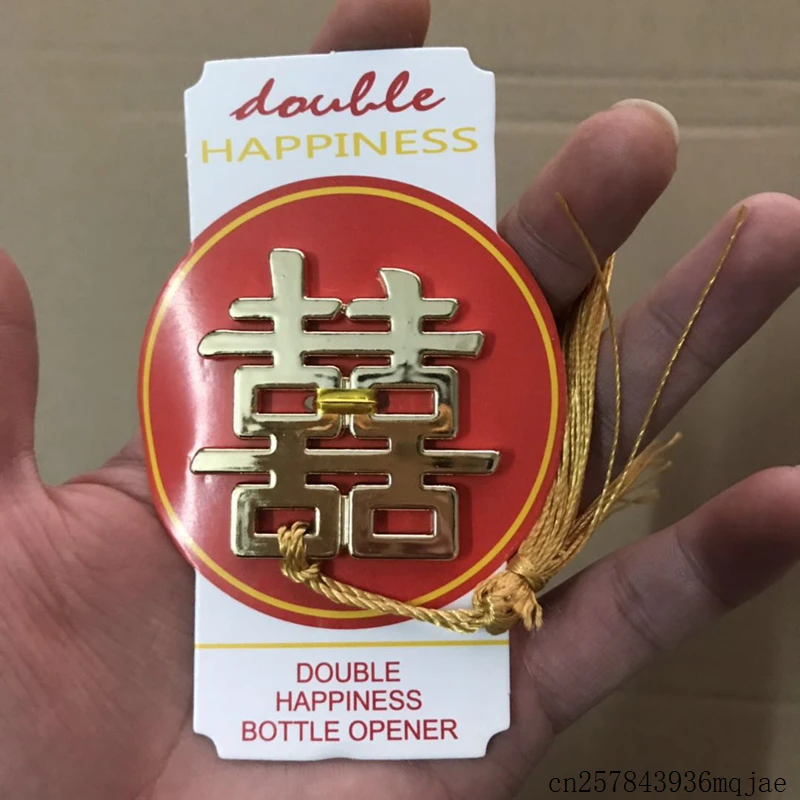 double
HAPPINESS
囍
DOUBLE
HAPPINESS
BOTTLE OPENER
cn257843936mqjae